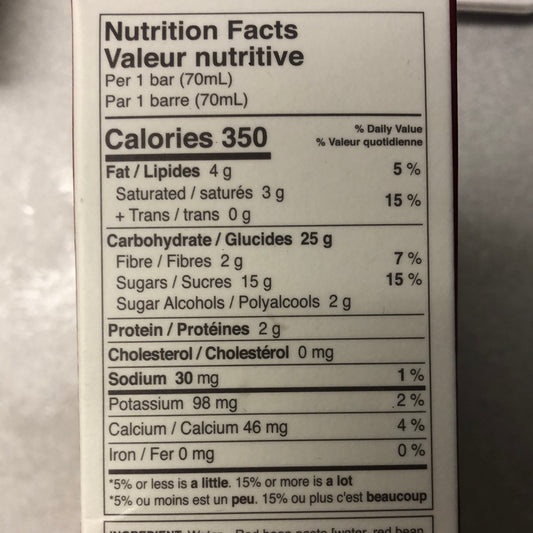 Nutrition Facts
Valeur nutritive
Per 1 bar (70mL)
Par 1 barre (70mL)
Calories 350
% Daily Value
% Valeur quotidienne
Fat / Lipides 4 g 5 %
Saturated / saturés 3 g
+ Trans / trans 0 g 15 %
Carbohydrate / Glucides 25 g
Fibre / Fibres 2 g 7 %
Sugars / Sucres 15 g 15 %
Sugar Alcohols / Polyalcools 2 g
Protein / Protéines 2 g
Cholesterol / Cholestérol 0 mg
Sodium 30 mg 1 %
Potassium 98 mg 2 %
Calcium / Calcium 46 mg 4 %
Iron / Fer 0 mg 0 %
*5% or less is a little. 15% or more is a lot
*5% ou moins est un peu. 15% ou plus c'est beaucoup